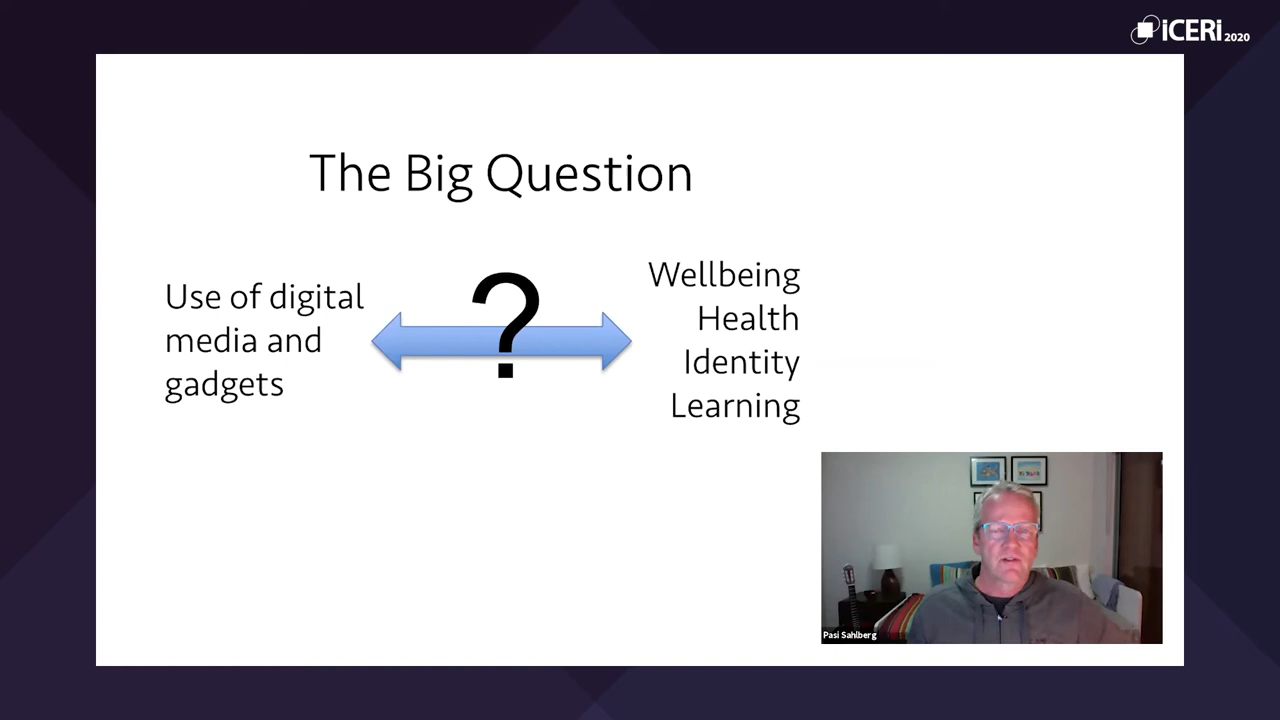 iCERi 2020
The Big Question
Use of digital
media and
gadgets
?
Wellbeing
Health
Identity
Learning
Pasi Sahlberg